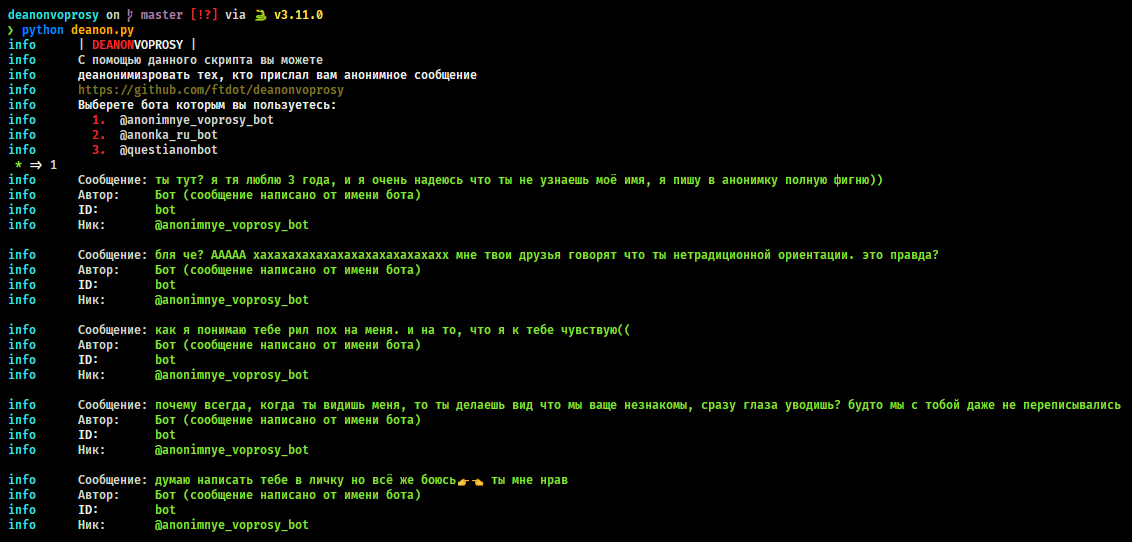 deanonvoprosy on master [!?] via v3.11.0
❯ python deanon.py
info | DEANONVOPROSY |
info С помощью данного скрипта вы можете
info деанонимизровать тех, кто прислал вам анонимное сообщение
info https://github.com/ftdot/deanonvoprosy
info Выберете бота которым вы пользуетесь:
info 1. @anonimnye_voprosy_bot
info 2. @anonka_ru_bot
info 3. @questianonbot
* => 1
info Сообщение: ты тут? я тя люблю 3 года, и я очень надеюсь что ты не узнаешь моё имя, я пишу в анонимку полную фигню))
info Автор: Бот (сообщение написано от имени бота)
info ID: bot
info Ник: @anonimnye_voprosy_bot
info Сообщение: бля че? ААААА хахахахахахахахахахахахахахх мне твои друзья говорят что ты нетрадиционной ориентации. это правда?
info Автор: Бот (сообщение написано от имени бота)
info ID: bot
info Ник: @anonimnye_voprosy_bot
info Сообщение: как я понимаю тебе рил пох на меня. и на то, что я к тебе чувствую((
info Автор: Бот (сообщение написано от имени бота)
info ID: bot
info Ник: @anonimnye_voprosy_bot
info Сообщение: почему всегда, когда ты видишь меня, то ты делаешь вид что мы ваще незнакомы, сразу глаза уводишь? будто мы с тобой даже не переписывались
info Автор: Бот (сообщение написано от имени бота)
info ID: bot
info Ник: @anonimnye_voprosy_bot
info Сообщение: думаю написать тебе в личку но всё же боюсь👉👈 ты мне нрав
info Автор: Бот (сообщение написано от имени бота)
info ID: bot
info Ник: @anonimnye_voprosy_bot